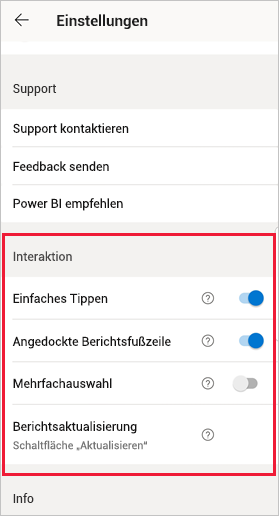 Einstellungen
Support
Support kontaktieren
Feedback senden
Power BI empfehlen
Interaktion
Einfaches Tippen
Angedockte Berichtsfußzeile
Mehrfachauswahl
Berichtsaktualisierung
Schaltfläche „Aktualisieren“
Info